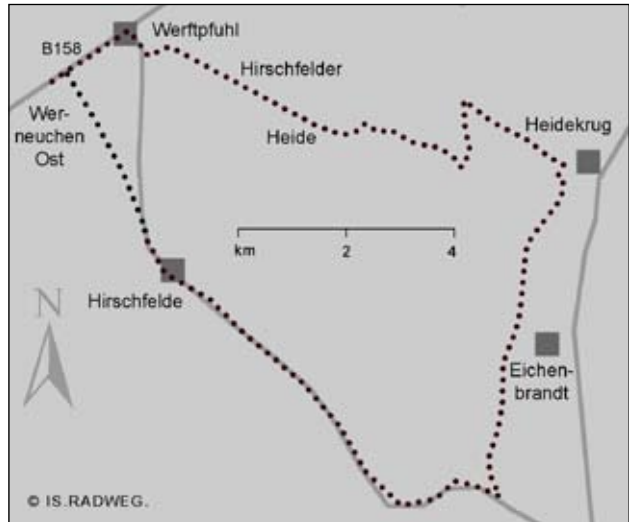 Werftpfuhl
B158
Hirschfelder
Wer-
neuchen
Ost
Heide
Heidekrug
km
2
4
Hirschfelde
N
Eichen-
brandt
© IS.RADWEG.